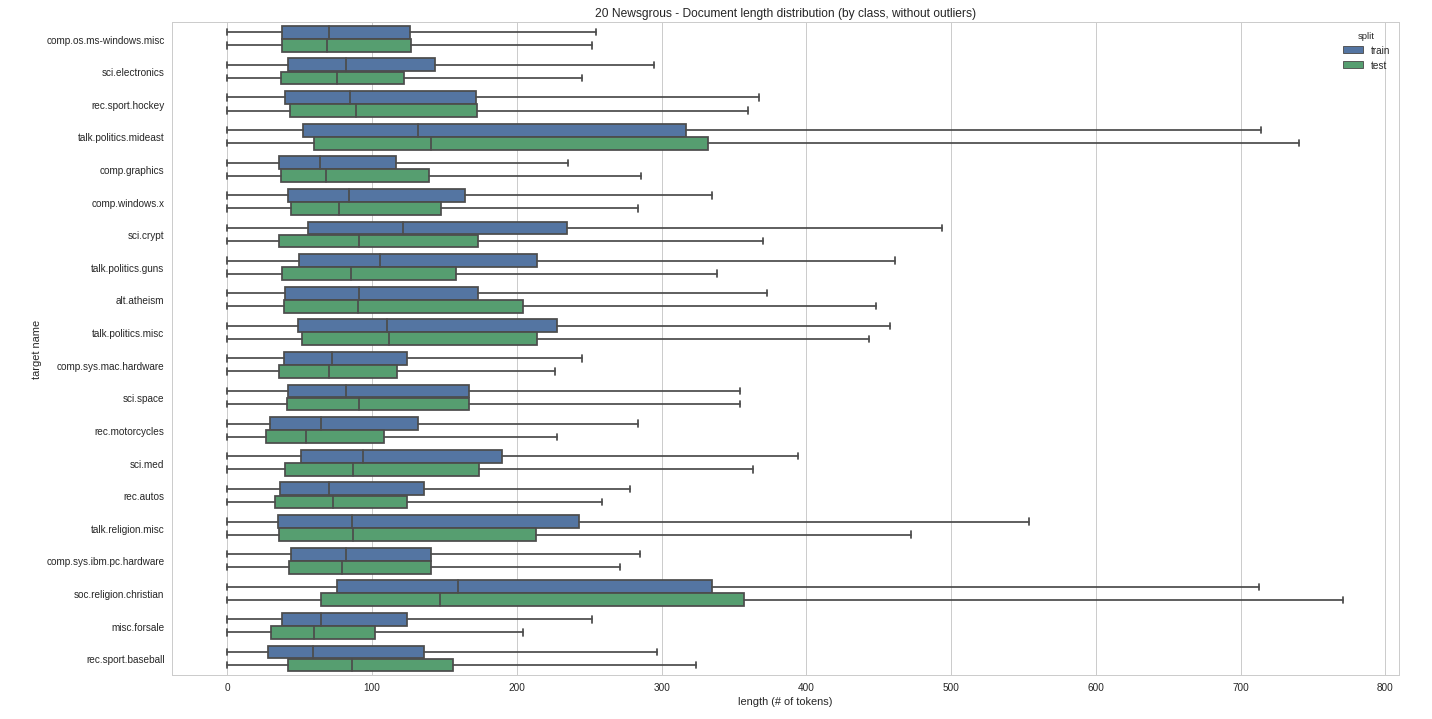 20 Newsgrous - Document length distribution (by class, without outliers)
split
train
test
target name
comp.os.ms-windows.misc
sci.electronics
rec.sport.hockey
talk.politics.mideast
comp.graphics
comp.windows.x
sci.crypt
talk.politics.guns
alt.atheism
talk.politics.misc
comp.sys.mac.hardware
sci.space
rec.motorcycles
sci.med
rec.autos
talk.religion.misc
comp.sys.ibm.pc.hardware
soc.religion.christian
misc.forsale
rec.sport.baseball
0 100 200 300 400 500 600 700 800
length (# of tokens)